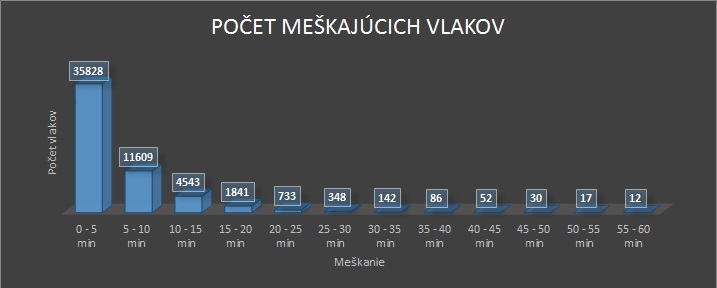 POČET MEŠKAJÚCICH VLAKOV
Počet vlakov
35828
11609
4543
1841
733
348
142
86
52
30
17
12
0 - 5 min
5 - 10 min
10 - 15 min
15 - 20 min
20 - 25 min
25 - 30 min
30 - 35 min
35 - 40 min
40 - 45 min
45 - 50 min
50 - 55 min
55 - 60 min
Meškanie